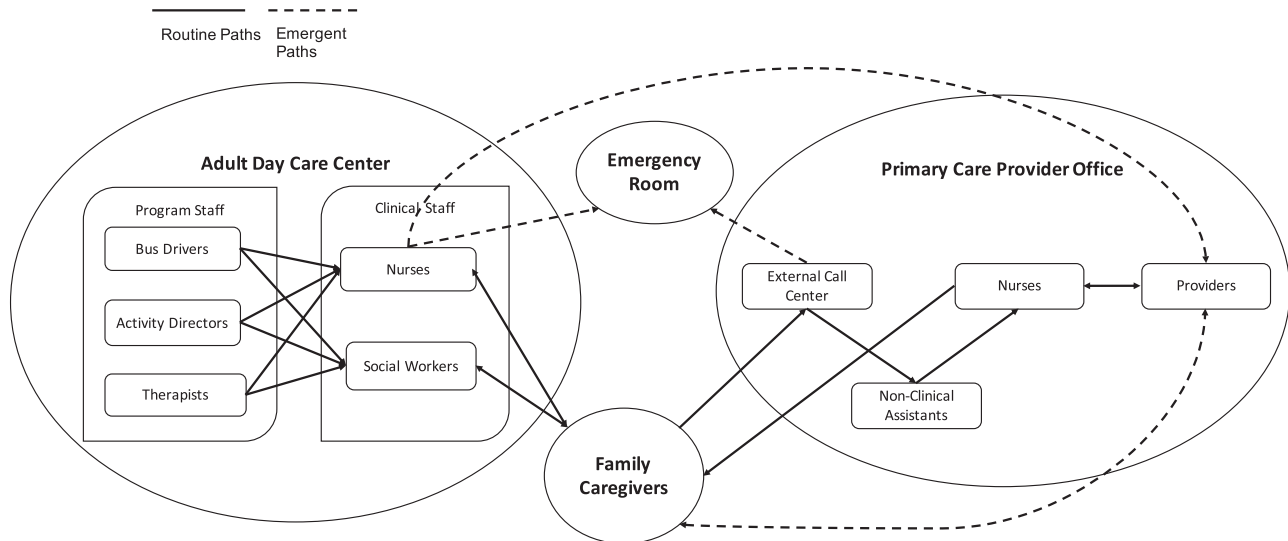 Routine Paths
Emergent
Paths
Adult Day Care Center
Program Staff
Bus Drivers
Activity Directors
Therapists
Clinical Staff
Nurses
Social Workers
Emergency
Room
Family
Caregivers
Primary Care Provider Office
External Call
Center
Nurses
Providers
Non-Clinical
Assistants